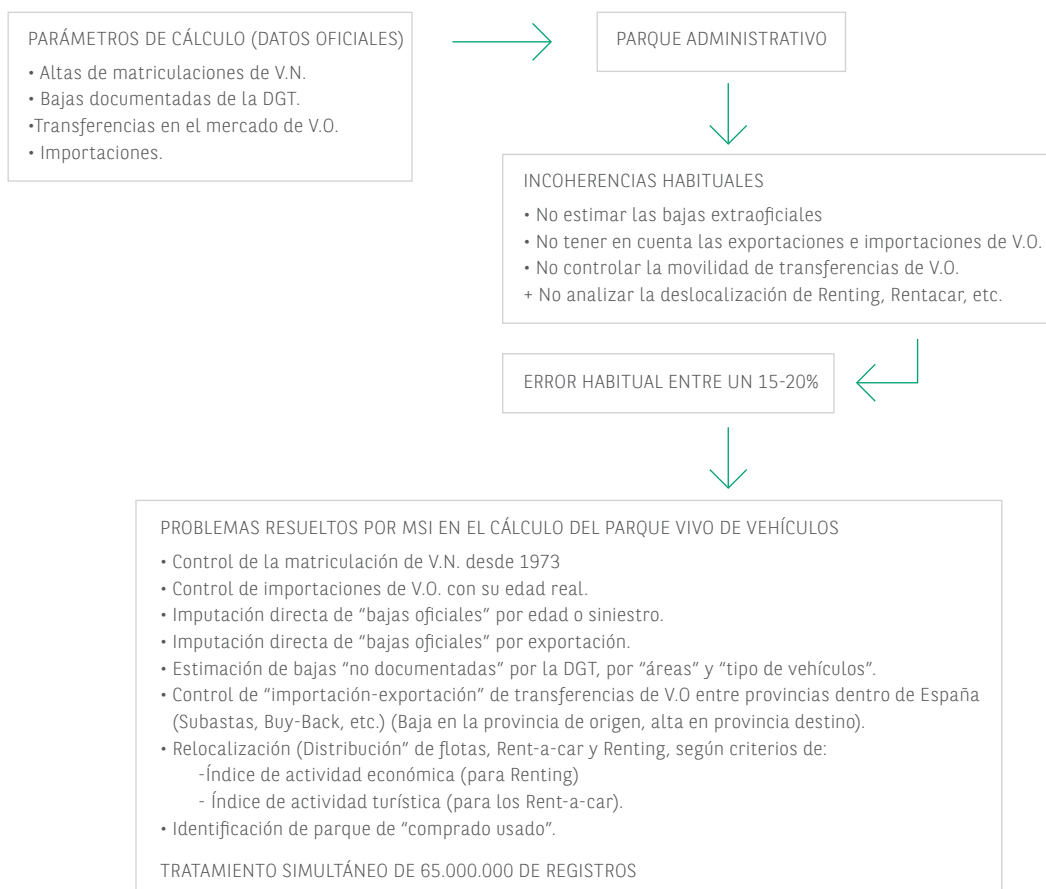 PARÁMETROS DE CÁLCULO (DATOS OFICIALES)
• Altas de matriculaciones de V.N.
• Bajas documentadas de la DGT.
•Transferencias en el mercado de V.O.
• Importaciones.
PARQUE ADMINISTRATIVO
INCOHERENCIAS HABITUALES
• No estimar las bajas extraoficiales
• No tener en cuenta las exportaciones e importaciones de V.O.
• No controlar la movilidad de transferencias de V.O.
+ No analizar la deslocalización de Renting, Rentacar, etc.
ERROR HABITUAL ENTRE UN 15-20%
PROBLEMAS RESUELTOS POR MSI EN EL CÁLCULO DEL PARQUE VIVO DE VEHÍCULOS
• Control de la matriculación de V.N. desde 1973
• Control de importaciones de V.O. con su edad real.
• Imputación directa de “bajas oficiales” por edad o siniestro.
• Imputación directa de “bajas oficiales” por exportación.
• Estimación de bajas “no documentadas” por la DGT, por “áreas” y “tipo de vehículos”.
• Control de “importación-exportación” de transferencias de V.O entre provincias dentro de España
(Subastas, Buy-Back, etc.) (Baja en la provincia de origen, alta en provincia destino).
• Relocalización (Distribución” de flotas, Rent-a-car y Renting, según criterios de:
-Índice de actividad económica (para Renting)
- Índice de actividad turística (para los Rent-a-car).
• Identificación de parque de “comprado usado”.
TRATAMIENTO SIMULTÁNEO DE 65.000.000 DE REGISTROS